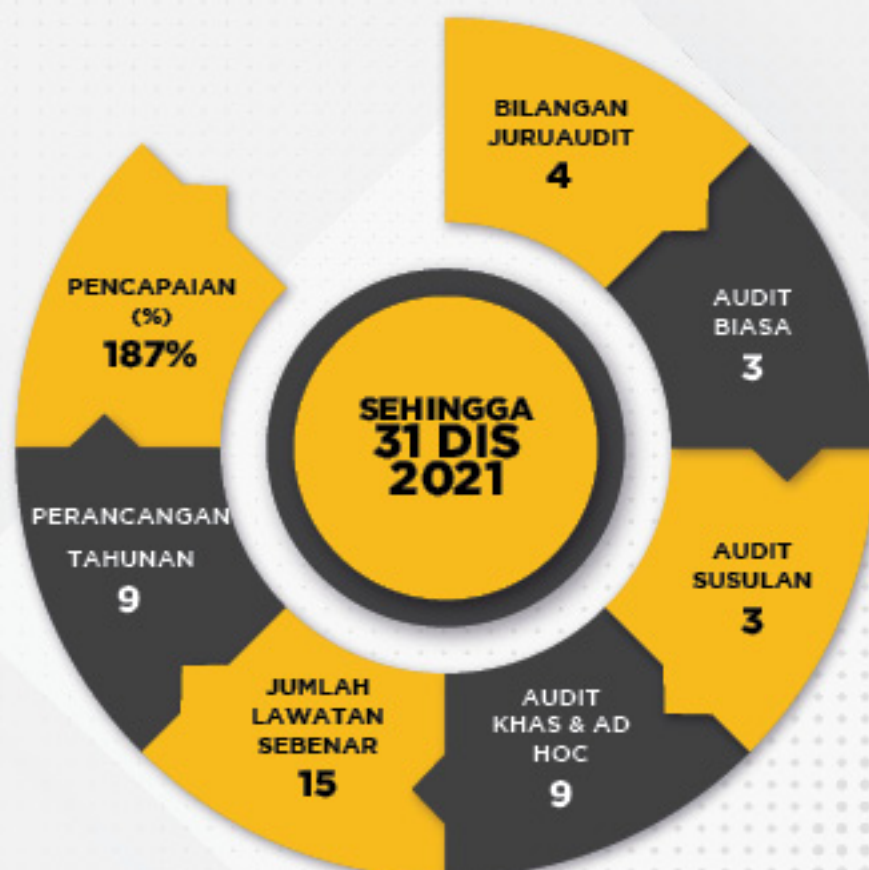 BILANGAN
JURUAUDIT
4
AUDIT
BIASA
3
AUDIT
SUSULAN
3
AUDIT
KHAS & AD
HOC
9
JUMLAH
LAWATAN
SEBENAR
15
PERANCANGAN
TAHUNAN
9
PENCAPAIAN
(%)
187%
SEHINGGA
31 DIS
2021